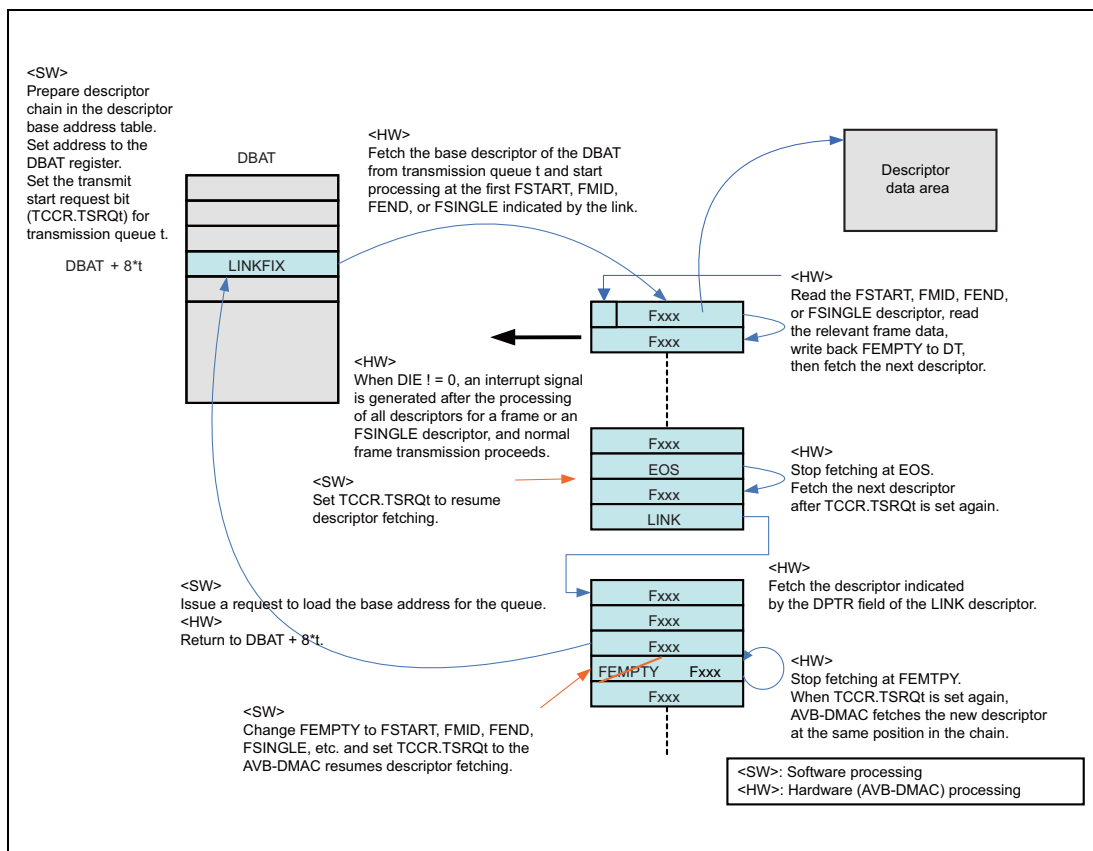 <SW>
Prepare descriptor
chain in the descriptor
base address table.
Set address to the
DBAT register.
Set the transmit
start request bit
(TCCR.TSRQt) for
transmission queue t.
DBAT
DBAT + 8*t
LINKFIX
<HW>
Fetch the base descriptor of the DBAT
from transmission queue t and start
processing at the first FSTART, FMID,
FEND, or FSINGLE indicated by the link.
Descriptor
data area
Fxxx
Fxxx
<HW>
Read the FSTART, FMID, FEND,
or FSINGLE descriptor, read
the relevant frame data,
write back FEMPTY to DT,
then fetch the next descriptor.
<HW>
When DIE ! = 0, an interrupt signal
is generated after the processing
of all descriptors for a frame or an
FSINGLE descriptor, and normal
frame transmission proceeds.
Fxxx
EOS
Fxxx
LINK
<HW>
Stop fetching at EOS.
Fetch the next descriptor
after TCCR.TSRQt is set again.
<SW>
Set TCCR.TSRQt to resume
descriptor fetching.
<HW>
Fetch the descriptor indicated
by the DPTR field of the LINK descriptor.
<SW>
Issue a request to load the base address for the queue.
<HW>
Return to DBAT + 8*t.
Fxxx
Fxxx
Fxxx
FEMPTY Fxxx
Fxxx
<HW>
Stop fetching at FEMTPY.
When TCCR.TSRQt is set again,
AVB-DMAC fetches the new descriptor
at the same position in the chain.
<SW>
Change FEMPTY to FSTART, FMID, FEND,
FSINGLE, etc. and set TCCR.TSRQt to the
AVB-DMAC resumes descriptor fetching.
<SW>: Software processing
<HW>: Hardware (AVB-DMAC) processing